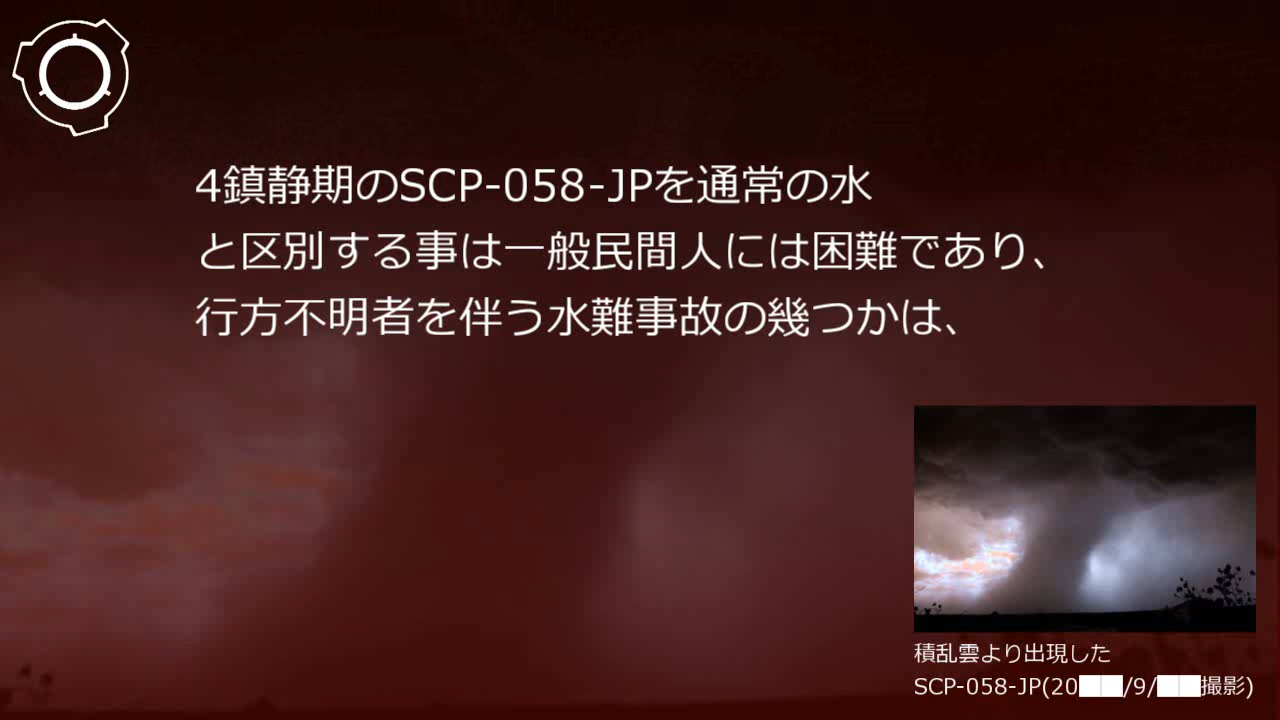 4鎮静期のSCP-058-JPを通常の水
と区別する事は一般民間人には困難であり、
行方不明者を伴う水難事故の幾つかは、
積乱雲より出現した
SCP-058-JP(20██/9/██撮影)